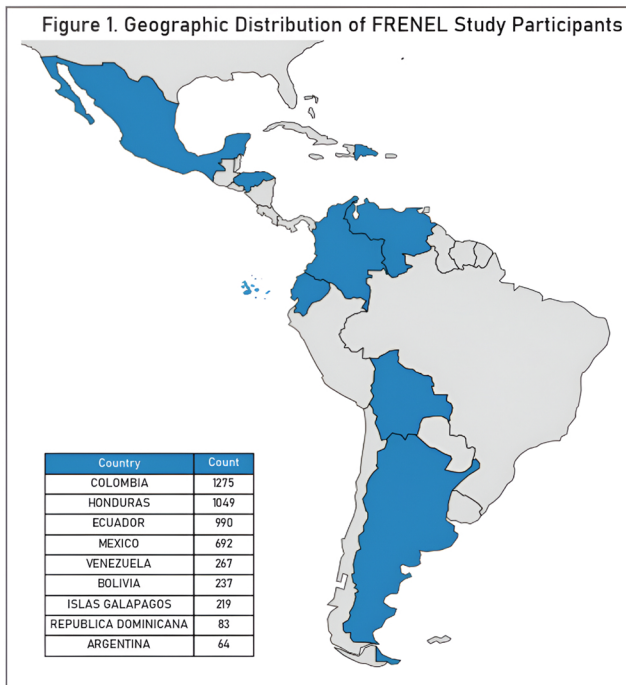 Figure 1. Geographic Distribution of FRENEL Study Participants
Country Count
COLOMBIA 1275
HONDURAS 1049
ECUADOR 990
MEXICO 692
VENEZUELA 267
BOLIVIA 237
ISLAS GALAPAGOS 219
REPUBLICA DOMINICANA 83
ARGENTINA 64